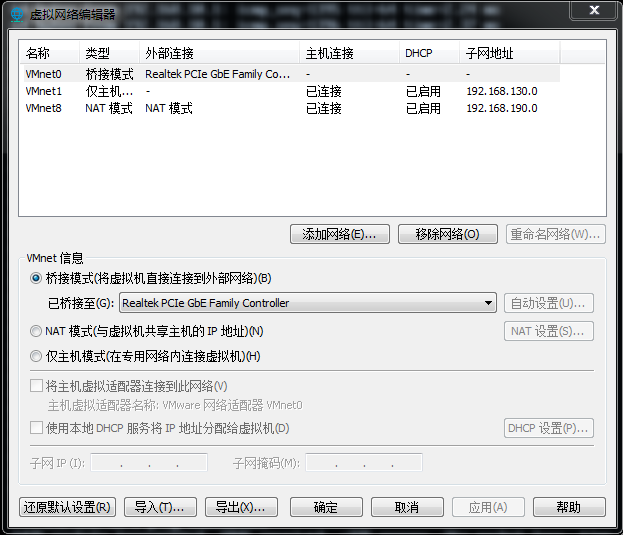 虚拟网络编辑器
名称 类型 外部连接 主机连接 DHCP 子网地址
VMnet0 桥接模式 Realtek PCIe GbE Family Co... - - -
VMnet1 仅主机... - 已连接 已启用 192.168.130.0
VMnet8 NAT 模式 NAT 模式 已连接 已启用 192.168.190.0
添加网络(E)... 移除网络(O) 重命名网络(W)...
VMnet 信息
桥接模式(将虚拟机直接连接到外部网络)(B)
已桥接至(G): Realtek PCIe GbE Family Controller 自动设置(U)...
NAT 模式(与虚拟机共享主机的 IP 地址)(N) NAT 设置(S)...
仅主机模式(在专用网络内连接虚拟机)(H)
将主机虚拟适配器连接到此网络(V)
主机虚拟适配器名称: VMware 网络适配器 VMnet0
使用本地 DHCP 服务将 IP 地址分配给虚拟机(D) DHCP 设置(P)...
子网 IP (I): . . . 子网掩码(M): . . .
还原默认设置(R) 导入(T)... 导出(X)... 确定 取消 应用(A) 帮助